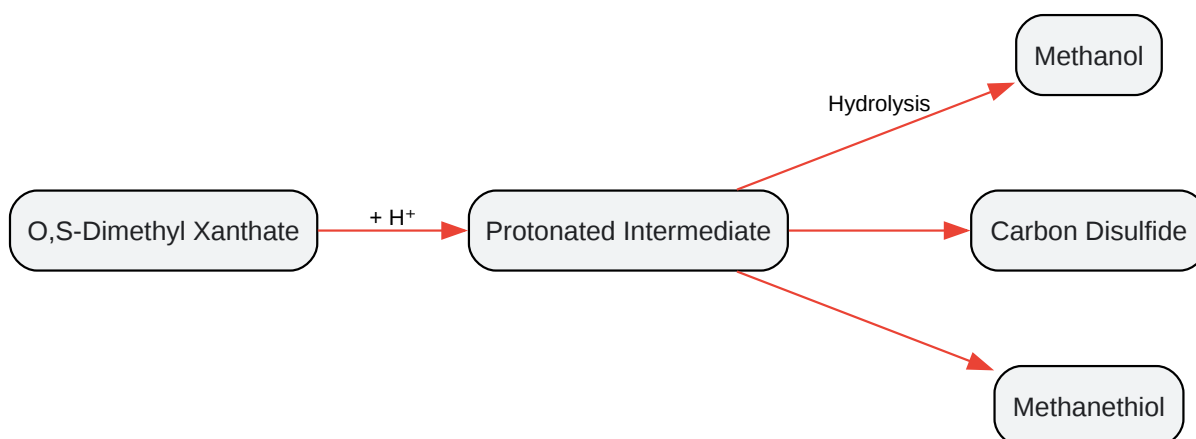 Methanol
Hydrolysis
O,S-Dimethyl Xanthate
+ H⁺
Protonated Intermediate
Carbon Disulfide
Methanethiol